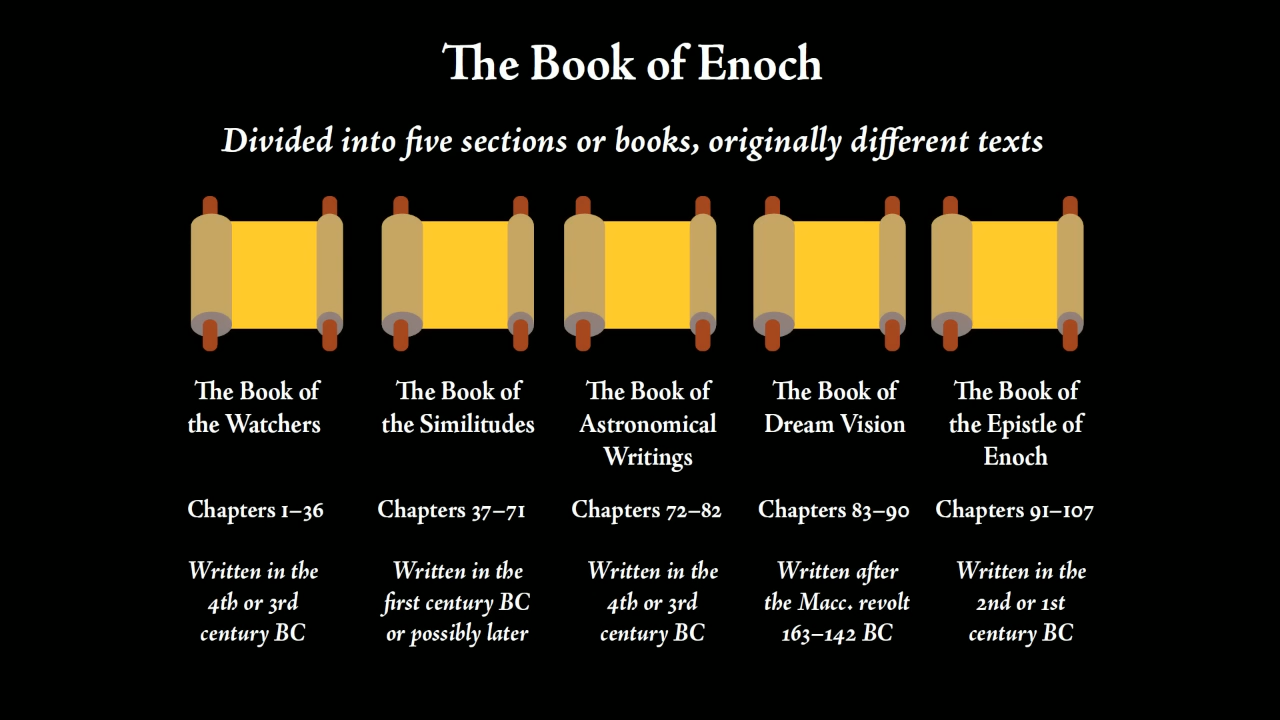 The Book of Enoch
Divided into five sections or books, originally different texts
The Book of
the Watchers
Chapters 1–36
Written in the
4th or 3rd
century BC
The Book of
the Similitudes
Chapters 37–71
Written in the
first century BC
or possibly later
The Book of
Astronomical
Writings
Chapters 72–82
Written in the
4th or 3rd
century BC
The Book of
Dream Vision
Chapters 83–90
Written after
the Macc. revolt
163–142 BC
The Book of
the Epistle of
Enoch
Chapters 91–107
Written in the
2nd or 1st
century BC